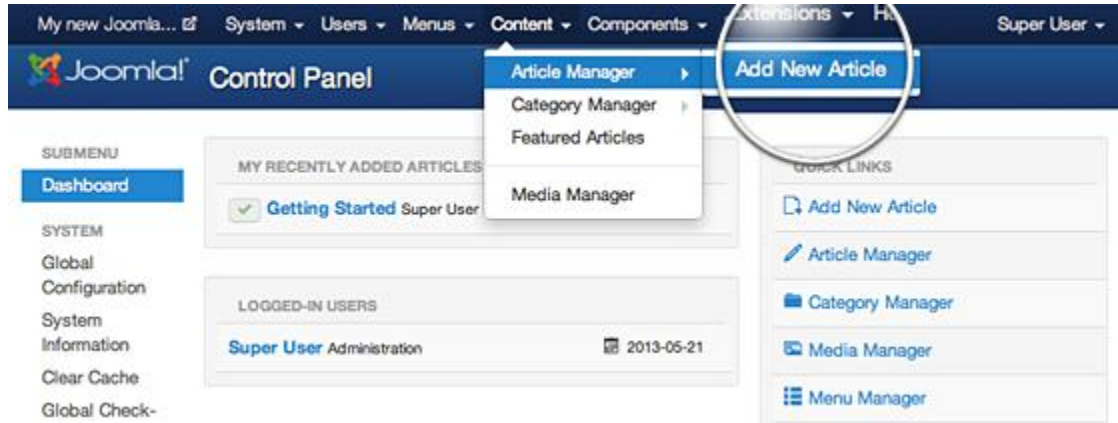 My new Joomla... System Users Menus Content Components Extensions H Super User
Joomla! Control Panel
Article Manager
Add New Article
Category Manager
Featured Articles
Media Manager
SUBMENU
Dashboard
SYSTEM
Global
Configuration
System
Information
Clear Cache
Global Check-
MY RECENTLY ADDED ARTICLES
Getting Started Super User
LOGGED-IN USERS
Super User Administration 2013-05-21
QUICK LINKS
Add New Article
Article Manager
Category Manager
Media Manager
Menu Manager